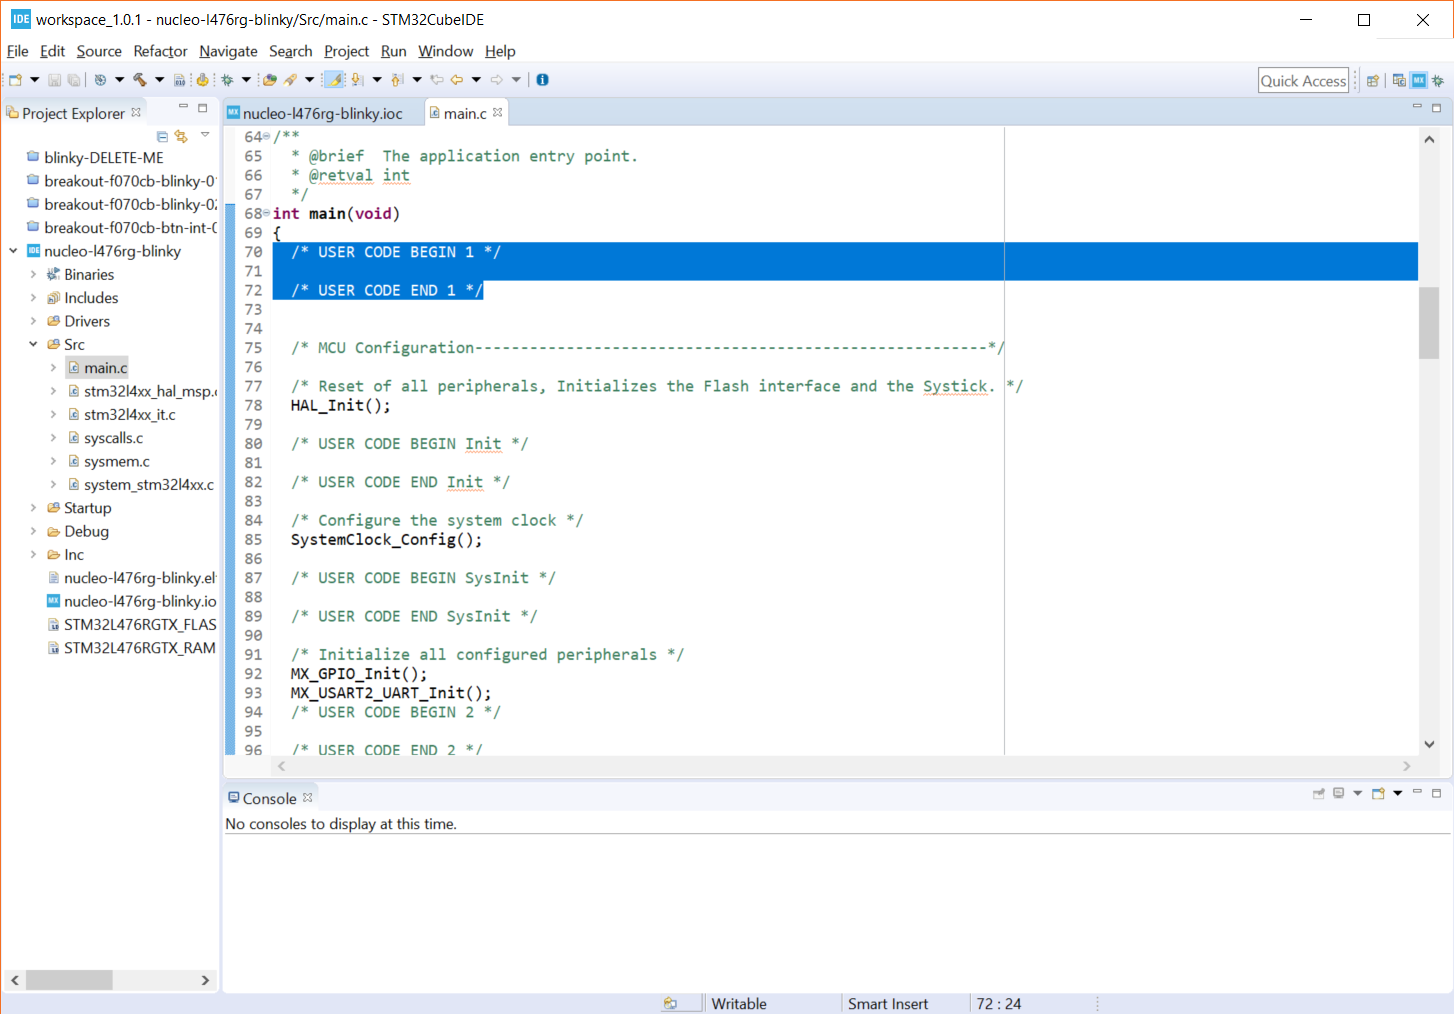 IDE workspace_1.0.1 - nucleo-l476rg-blinky/Src/main.c - STM32CubeIDE
File Edit Source Refactor Navigate Search Project Run Window Help
Quick Access
MX
Project Explorer
blinky-DELETE-ME
breakout-f070cb-blinky-01
breakout-f070cb-blinky-02
breakout-f070cb-btn-int-0
IDE nucleo-l476rg-blinky
Binaries
Includes
Drivers
Src
main.c
stm32l4xx_hal_msp.c
stm32l4xx_it.c
syscalls.c
sysmem.c
system_stm32l4xx.c
Startup
Debug
Inc
nucleo-l476rg-blinky.el
MX nucleo-l476rg-blinky.io
STM32L476RGTX_FLAS
STM32L476RGTX_RAM
MX nucleo-l476rg-blinky.ioc
main.c
64 /**
65 * @brief  The application entry point.
66 * @retval int
67 */
68 int main(void)
69 {
70 /* USER CODE BEGIN 1 */
71
72 /* USER CODE END 1 */
73
74
75 /* MCU Configuration--------------------------------------------------------*/
76
77 /* Reset of all peripherals, Initializes the Flash interface and the Systick. */
78 HAL_Init();
79
80 /* USER CODE BEGIN Init */
81
82 /* USER CODE END Init */
83
84 /* Configure the system clock */
85 SystemClock_Config();
86
87 /* USER CODE BEGIN SysInit */
88
89 /* USER CODE END SysInit */
90
91 /* Initialize all configured peripherals */
92 MX_GPIO_Init();
93 MX_USART2_UART_Init();
94 /* USER CODE BEGIN 2 */
95
96 /* USER CODE END 2 */
Console
No consoles to display at this time.
Writable
Smart Insert
72 : 24